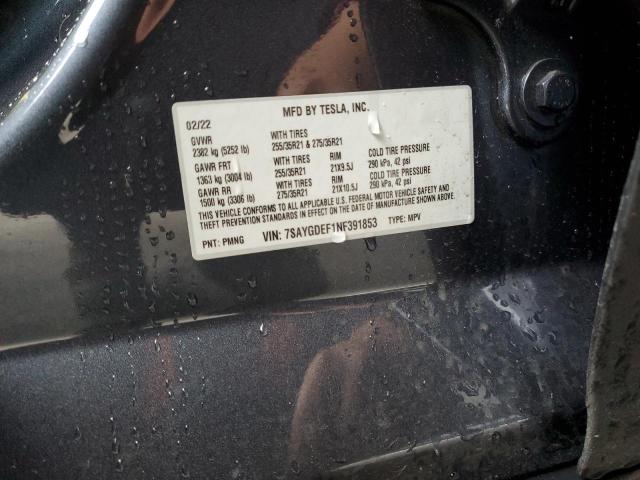 MFD BY TESLA, INC.
02/22
GVWR WITH TIRES
2382 kg (5252 lb) 255/35R21 & 275/35R21
GAWR FRT WITH TIRES RIM COLD TIRE PRESSURE
1363 kg (3004 lb) 255/35R21 21X9.5J 290 kPa, 42 psi
GAWR RR WITH TIRES RIM COLD TIRE PRESSURE
1500 kg (3306 lb) 275/35R21 21X10.5J 290 kPa, 42 psi
THIS VEHICLE CONFORMS TO ALL APPLICABLE U.S. FEDERAL MOTOR VEHICLE SAFETY AND
THEFT PREVENTION STANDARDS IN EFFECT ON THE DATE OF MANUFACTURE SHOWN ABOVE.
PNT: PMNG VIN: 7SAYGDEF1NF391853 TYPE: MPV